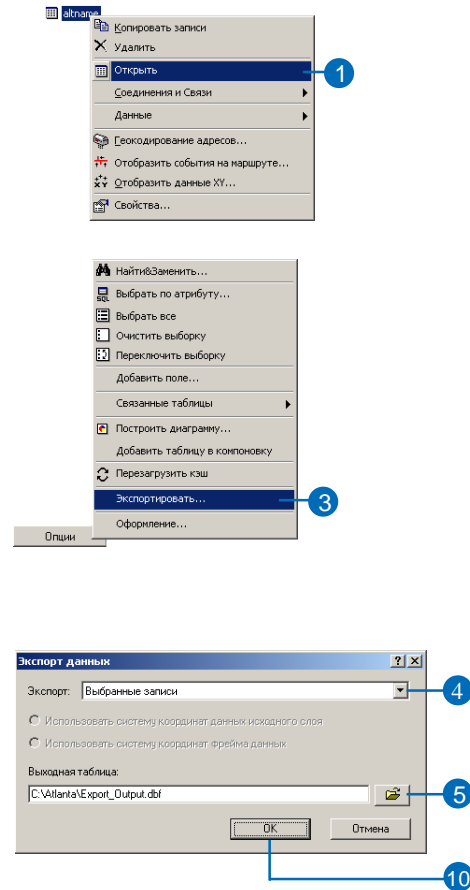 altname
Копировать записи
Удалить
Открыть
1
Соединения и Связи
Данные
Геокодирование адресов...
Отобразить события на маршруте...
Отобразить данные XY...
Свойства...
Найти&Заменить...
SQL
Выбрать по атрибуту...
Выбрать все
Очистить выборку
Переключить выборку
Добавить поле...
Связанные таблицы
Построить диаграмму...
Добавить таблицу в компоновку
Перезагрузить кэш
Экспортировать...
3
Оформление...
Опции
Экспорт данных
Экспорт: Выбранные записи
4
Использовать систему координат данных исходного слоя
Использовать систему координат фрейма данных
Выходная таблица:
C:\Atlanta\Export_Output.dbf
5
OK Отмена
10